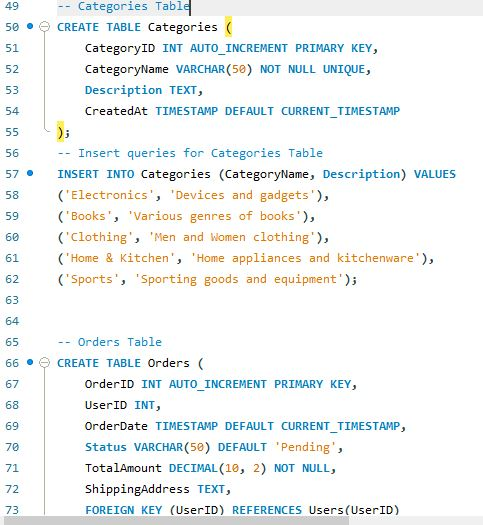 49 -- Categories Table
50 CREATE TABLE Categories (
51 CategoryID INT AUTO_INCREMENT PRIMARY KEY,
52 CategoryName VARCHAR(50) NOT NULL UNIQUE,
53 Description TEXT,
54 CreatedAt TIMESTAMP DEFAULT CURRENT_TIMESTAMP
55 );
56 -- Insert queries for Categories Table
57 INSERT INTO Categories (CategoryName, Description) VALUES
58 ('Electronics', 'Devices and gadgets'),
59 ('Books', 'Various genres of books'),
60 ('Clothing', 'Men and Women clothing'),
61 ('Home & Kitchen', 'Home appliances and kitchenware'),
62 ('Sports', 'Sporting goods and equipment');
63
64
65 -- Orders Table
66 CREATE TABLE Orders (
67 OrderID INT AUTO_INCREMENT PRIMARY KEY,
68 UserID INT,
69 OrderDate TIMESTAMP DEFAULT CURRENT_TIMESTAMP,
70 Status VARCHAR(50) DEFAULT 'Pending',
71 TotalAmount DECIMAL(10, 2) NOT NULL,
72 ShippingAddress TEXT,
73 FOREIGN KEY (UserID) REFERENCES Users(UserID)